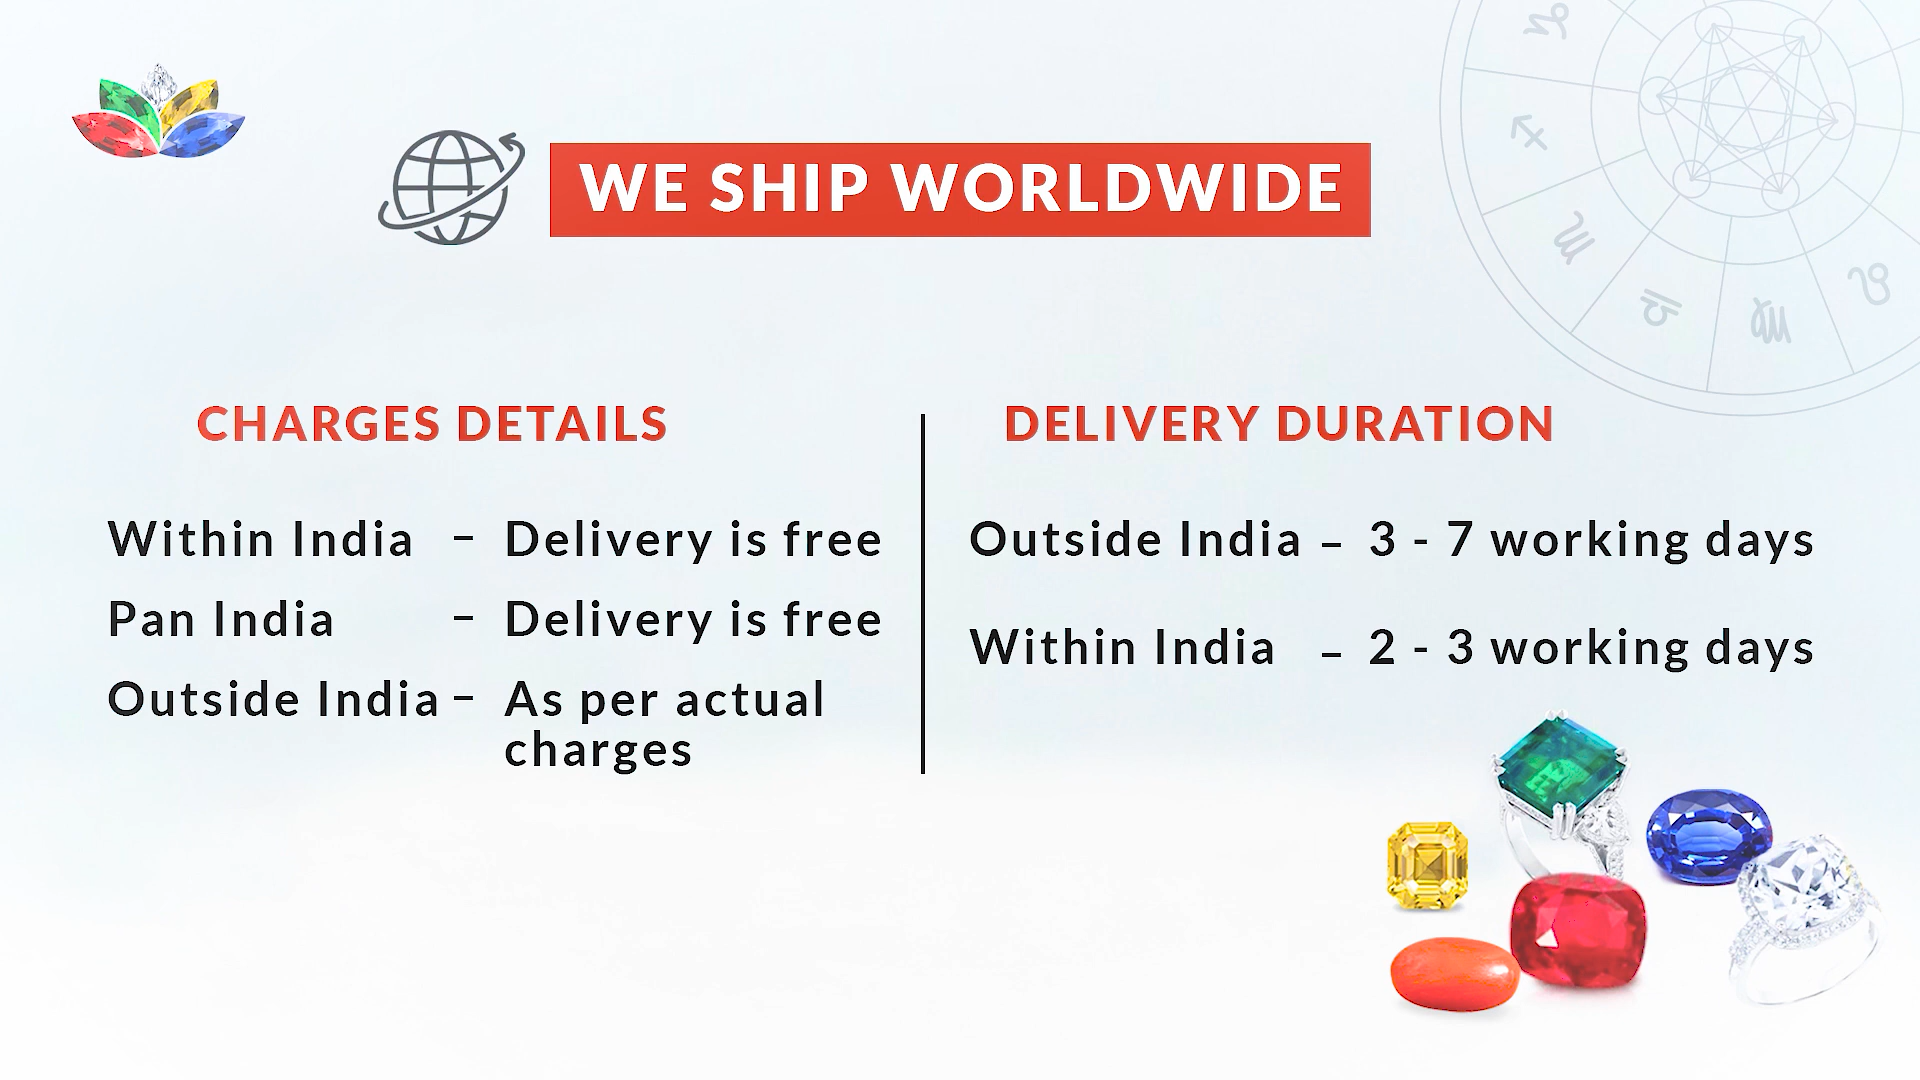 WE SHIP WORLDWIDE
CHARGES DETAILS
Within India – Delivery is free
Pan India – Delivery is free
Outside India – As per actual
charges
DELIVERY DURATION
Outside India – 3 - 7 working days
Within India – 2 - 3 working days